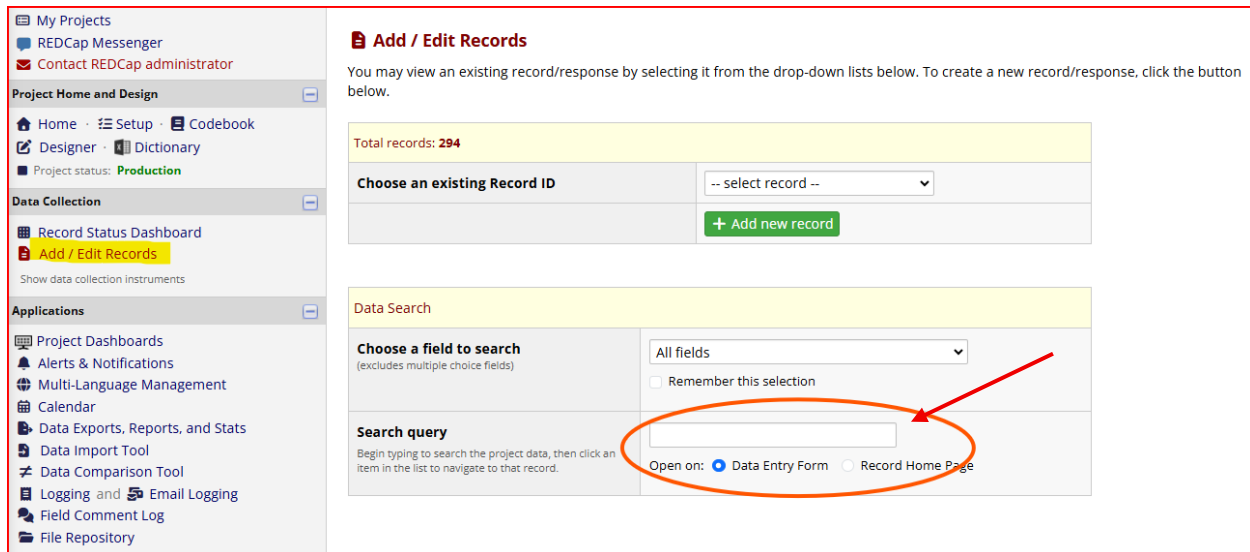 My Projects
REDCap Messenger
Contact REDCap administrator
Project Home and Design
Home · Setup · Codebook
Designer · Dictionary
Project status: Production
Data Collection
Record Status Dashboard
Add / Edit Records
Show data collection instruments
Applications
Project Dashboards
Alerts & Notifications
Multi-Language Management
Calendar
Data Exports, Reports, and Stats
Data Import Tool
Data Comparison Tool
Logging and Email Logging
Field Comment Log
File Repository
Add / Edit Records
You may view an existing record/response by selecting it from the drop-down lists below. To create a new record/response, click the button
below.
Total records: 294
Choose an existing Record ID
-- select record --
+ Add new record
Data Search
Choose a field to search
(excludes multiple choice fields)
All fields
Remember this selection
Search query
Begin typing to search the project data, then click an
item in the list to navigate to that record.
Open on: Data Entry Form Record Home Page